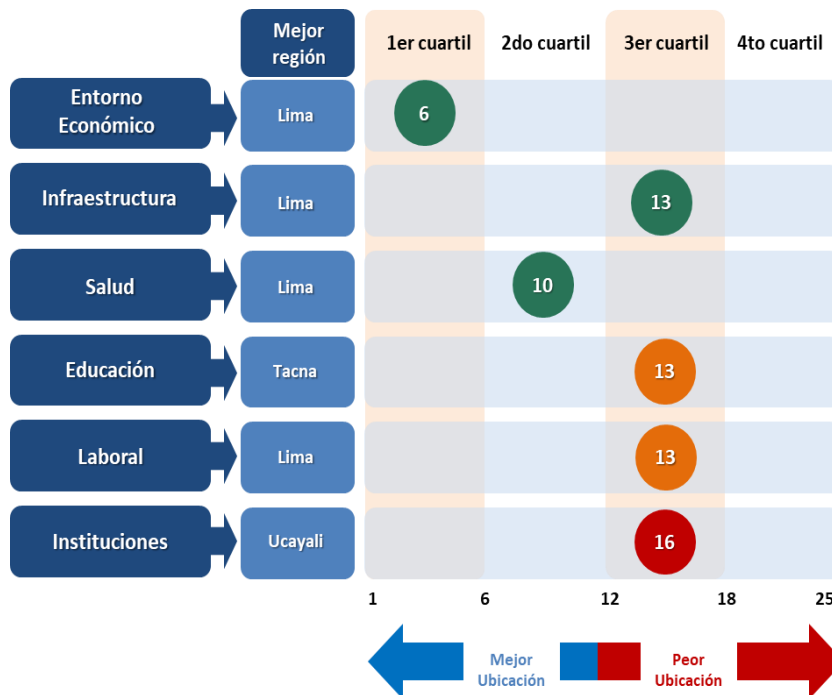 Mejor
región
1er cuartil
2do cuartil
3er cuartil
4to cuartil
Entorno
Económico
Lima
6
Infraestructura
Lima
13
Salud
Lima
10
Educación
Tacna
13
Laboral
Lima
13
Instituciones
Ucayali
16
1
6
12
18
25
Mejor
Ubicación
Peor
Ubicación